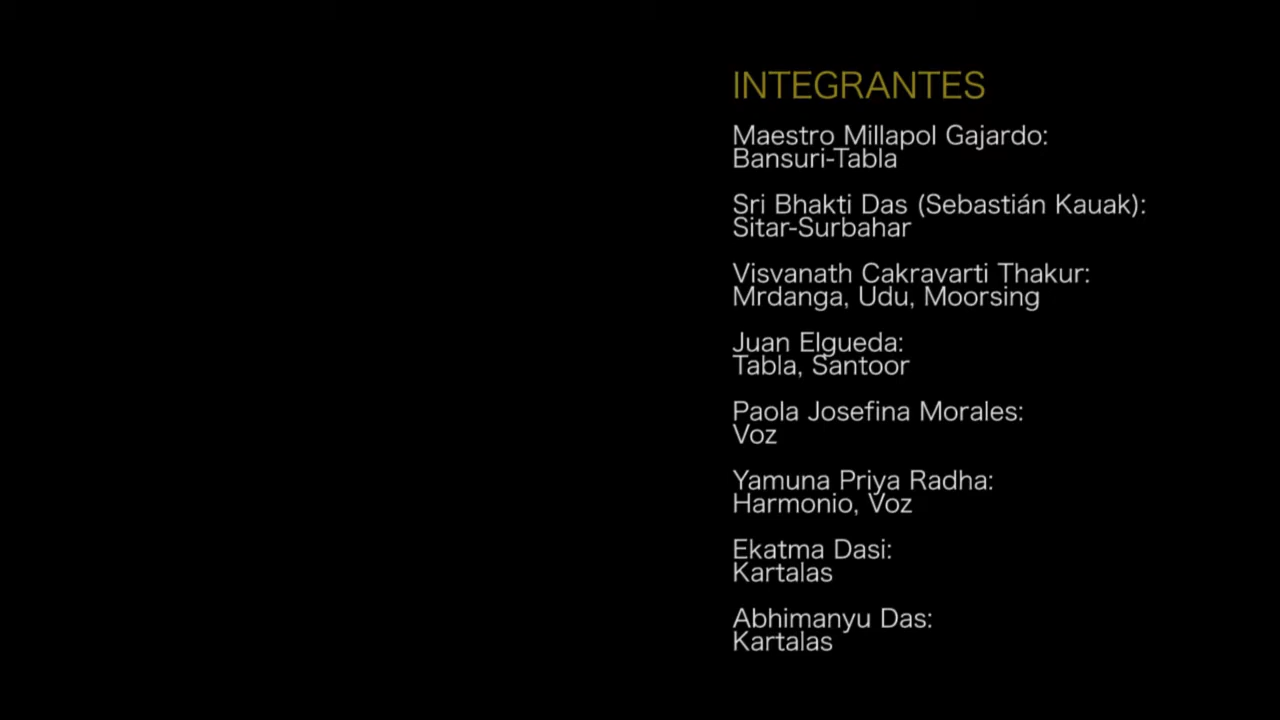 INTEGRANTES
Maestro Millapol Gajardo:
Bansuri-Tabla
Sri Bhakti Das (Sebastián Kauak):
Sitar-Surbahar
Visvanath Cakravarti Thakur:
Mrdanga, Udu, Moorsing
Juan Elgueda:
Tabla, Santoor
Paola Josefina Morales:
Voz
Yamuna Priya Radha:
Harmonio, Voz
Ekatma Dasi:
Kartalas
Abhimanyu Das:
Kartalas